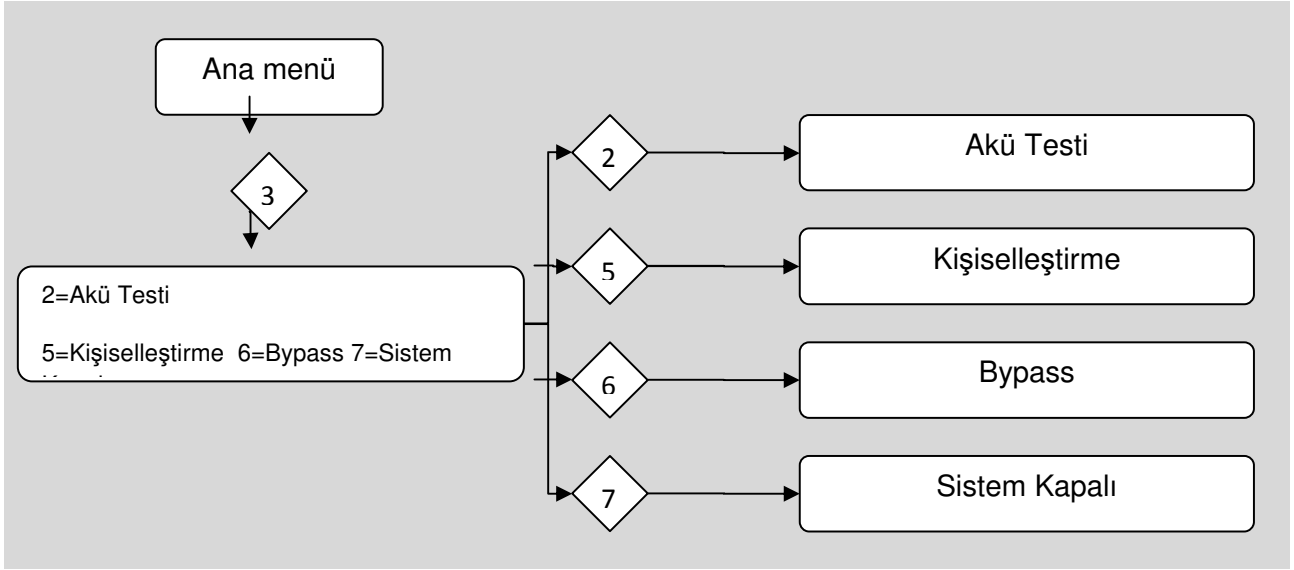 Ana menü
3
2=Akü Testi
5=Kişiselleştirme 6=Bypass 7=Sistem
2
Akü Testi
5
Kişiselleştirme
6
Bypass
7
Sistem Kapalı